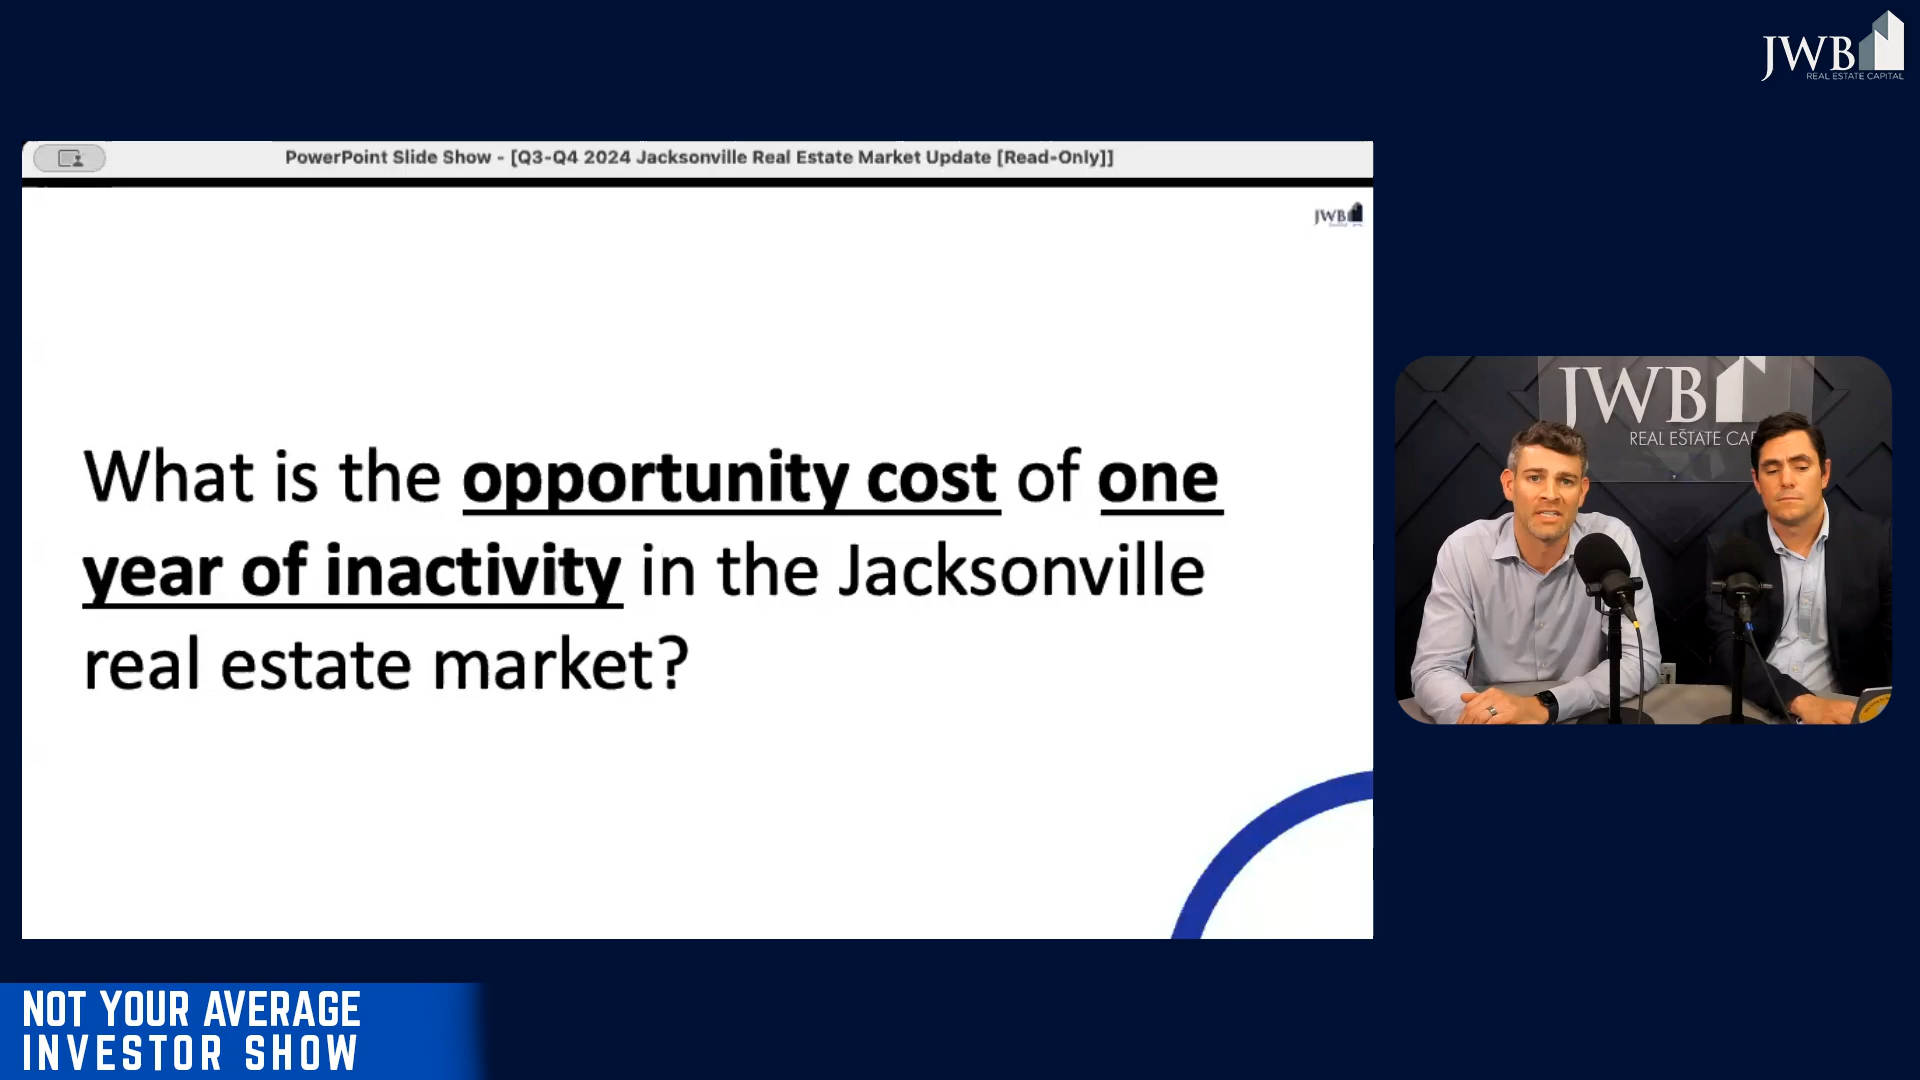 JWB
REAL ESTATE CAPITAL
PowerPoint Slide Show - [Q3-Q4 2024 Jacksonville Real Estate Market Update [Read-Only]]
JWB
What is the opportunity cost of one
year of inactivity in the Jacksonville
real estate market?
JWB
REAL ESTATE
NOT YOUR AVERAGE
INVESTOR SHOW